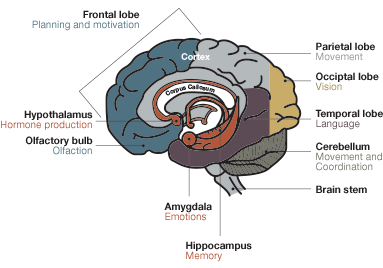 Frontal lobe
Planning and motivation
Cortex
Parietal lobe
Movement
Corpus Callosum
Occiptal lobe
Vision
Hypothalamus
Hormone production
Temporal lobe
Language
Olfactory bulb
Olfaction
Cerebellum
Movement and
Coordination
Brain stem
Amygdala
Emotions
Hippocampus
Memory